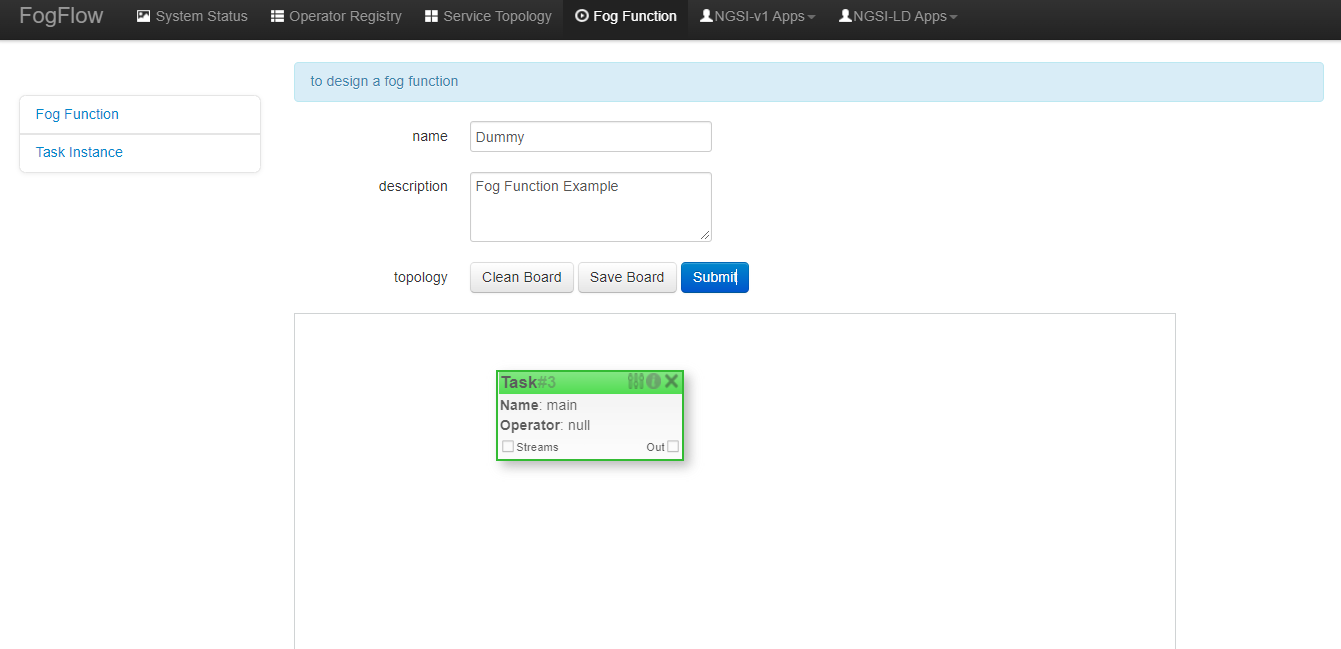 FogFlow System Status Operator Registry Service Topology Fog Function NGSI-v1 Apps NGSI-LD Apps
to design a fog function
Fog Function
Task Instance
name Dummy
description Fog Function Example
topology Clean Board Save Board Submit
Task#3
Name: main
Operator: null
Streams Out